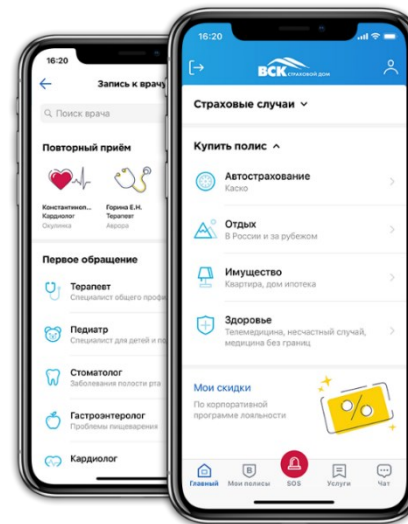 16:20
Запись к врачу
Поиск врача
Повторный приём
Константиноп...
Кардиолог
Окулинка
Горина Е.Н.
Терапевт
Аврора
Первое обращение
Терапевт
Специалист общего профи
Педиатр
Специалист для детей и по
Стоматолог
Заболевания полости рта
Гастроэнтеролог
Проблемы пищеварения
Кардиолог
16:20
ВСК СТРАХОВОЙ ДОМ
Страховые случаи
Купить полис
Автострахование
Каско
Отдых
В России и за рубежом
Имущество
Квартира, дом ипотека
Здоровье
Телемедицина, несчастный случай,
медицина без границ
Мои скидки
По корпоративной
программе лояльности
%
Главный
В
Мои полисы
SOS
Услуги
Чат